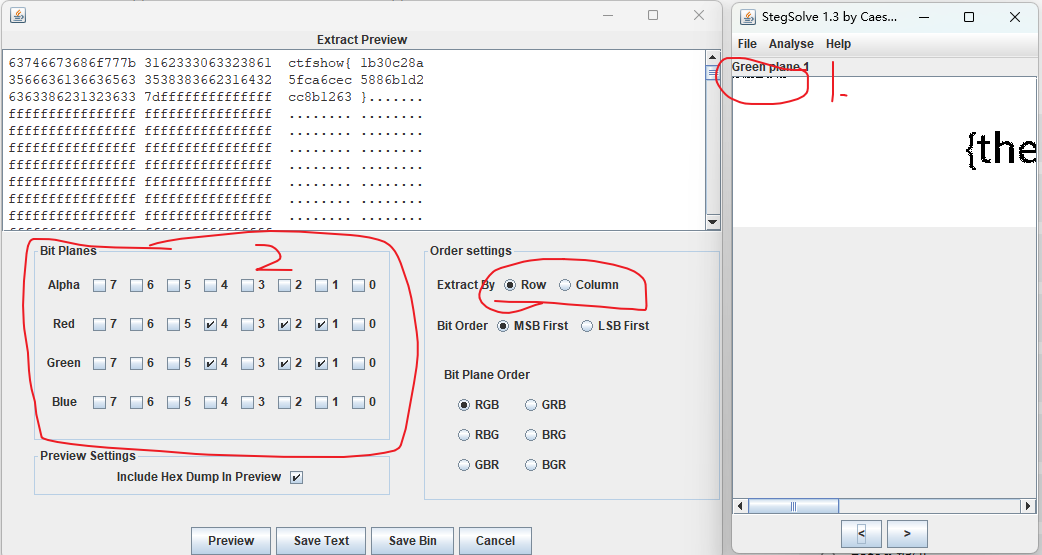 Extract Preview
63746673686f777b 3162333063323861 ctfshow{ 1b30c28a
3566636136636563 3538383662316432 5fca6cec 5886b1d2
6363386231323633 7dffffffffffffff cc8b1263 }.......
ffffffffffffffff ffffffffffffffff ........ ........
ffffffffffffffff ffffffffffffffff ........ ........
ffffffffffffffff ffffffffffffffff ........ ........
ffffffffffffffff ffffffffffffffff ........ ........
ffffffffffffffff ffffffffffffffff ........ ........
ffffffffffffffff ffffffffffffffff ........ ........
ffffffffffffffff ffffffffffffffff ........ ........
Bit Planes
2
Alpha 7 6 5 4 3 2 1 0
Red 7 6 5 4 3 2 1 0
Green 7 6 5 4 3 2 1 0
Blue 7 6 5 4 3 2 1 0
Preview Settings
Include Hex Dump In Preview
Order settings
Extract By Row Column
Bit Order MSB First LSB First
Bit Plane Order
RGB GRB
RBG BRG
GBR BGR
Preview Save Text Save Bin Cancel
StegSolve 1.3 by Caes...
File Analyse Help
Green plane 1
1.
{the
< >